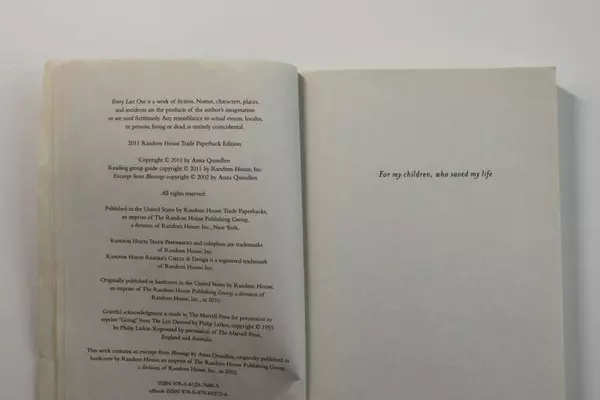 Every Last One is a work of fiction. Names, characters, places,
and incidents are the products of the author's imagination
or are used fictitiously. Any resemblance to actual events, locales,
or persons, living or dead, is entirely coincidental.
2011 Random House Trade Paperback Edition
Copyright © 2010 by Anna Quindlen
Reading group guide copyright © 2011 by Random House, Inc.
Excerpt from Blessings copyright © 2002 by Anna Quindlen
All rights reserved.
Published in the United States by Random House Trade Paperbacks,
an imprint of The Random House Publishing Group,
a division of Random House, Inc., New York.
RANDOM HOUSE TRADE PAPERBACKS and colophon are trademarks
of Random House, Inc.
RANDOM HOUSE READER'S CIRCLE & Design is a registered trademark
of Random House, Inc.
Originally published in hardcover in the United States by Random House,
an imprint of The Random House Publishing Group, a division of
Random House, Inc., in 2010.
Grateful acknowledgment is made to The Marvell Press for permission to
reprint "Going" from The Less Deceived by Philip Larkin, copyright © 1955
by Philip Larkin. Reprinted by permission of The Marvell Press,
England and Australia.
This work contains an excerpt from Blessings by Anna Quindlen, originally published in
hardcover by Random House, an imprint of The Random House Publishing Group,
a division of Random House, Inc., in 2002.
ISBN
eBook ISBN
For my children, who saved my life